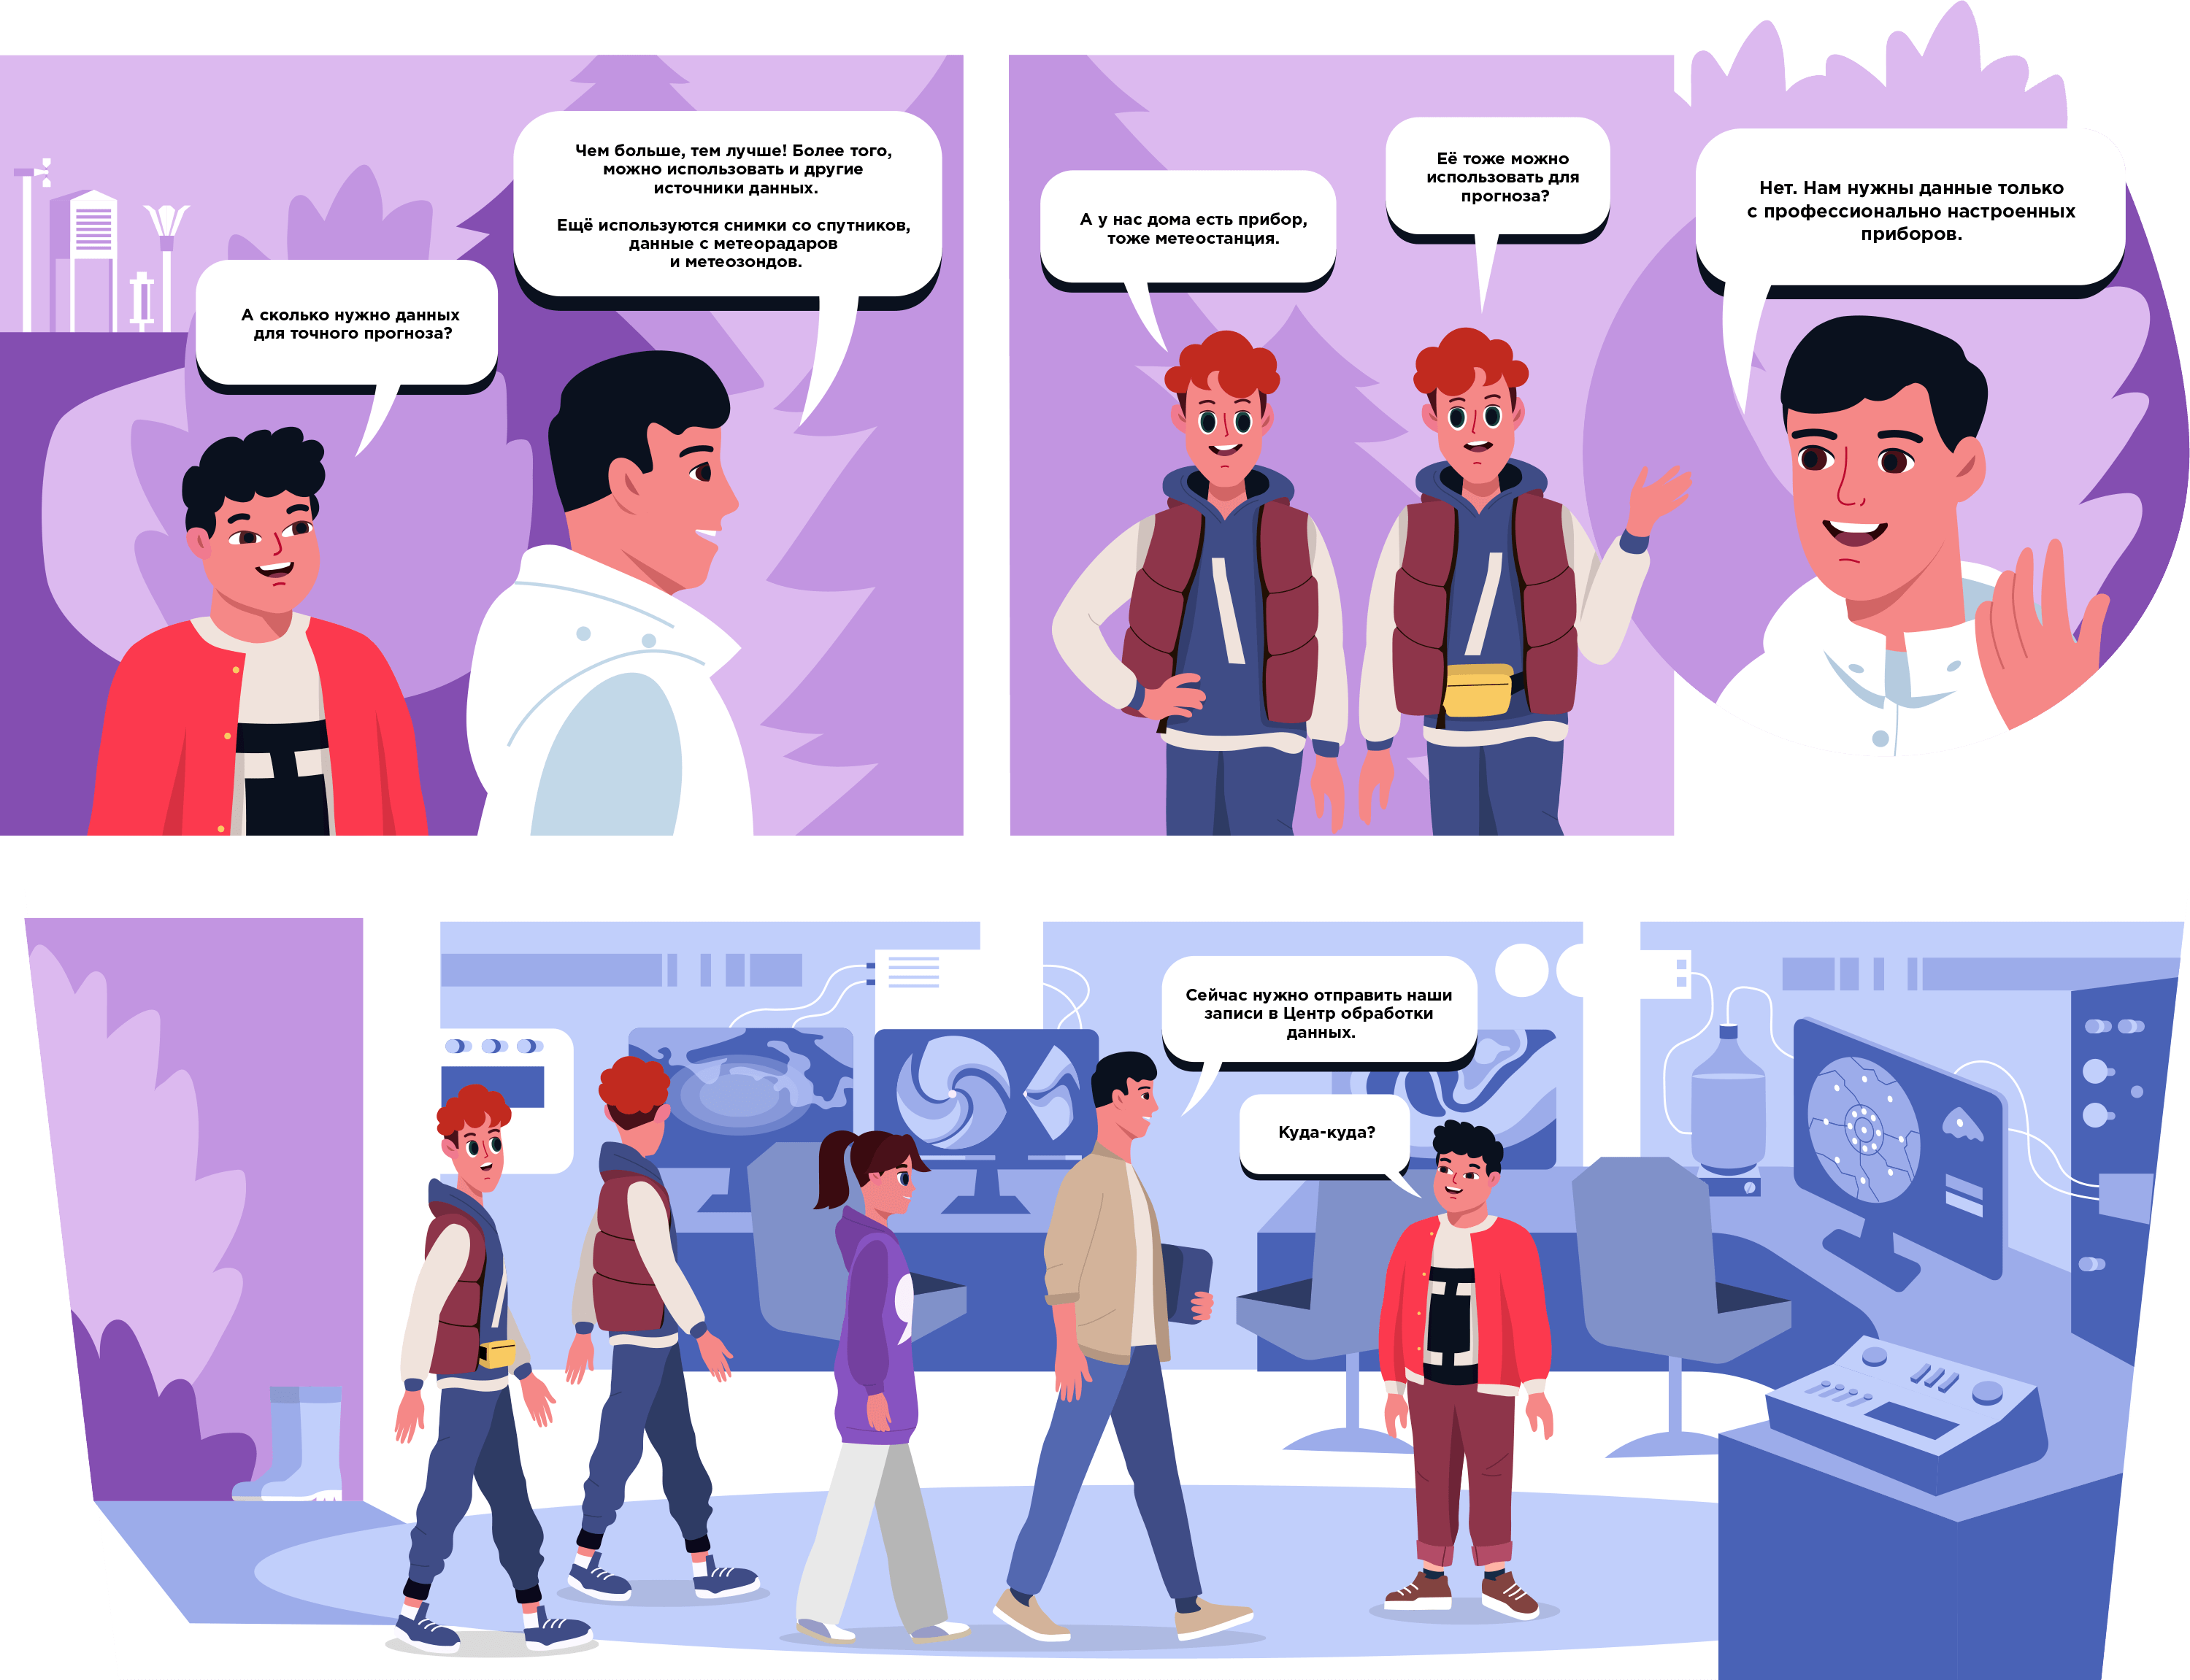 А сколько нужно данных
для точного прогноза?
Чем больше, тем лучше! Более того,
можно использовать и другие
источники данных.
Ещё используются снимки со спутников,
данные с метеорадаров
и метеозондов.
А у нас дома есть прибор,
тоже метеостанция.
Её тоже можно
использовать для
прогноза?
Нет. Нам нужны данные только
с профессионально настроенных
приборов.
Сейчас нужно отправить наши
записи в Центр обработки
данных.
Куда-куда?